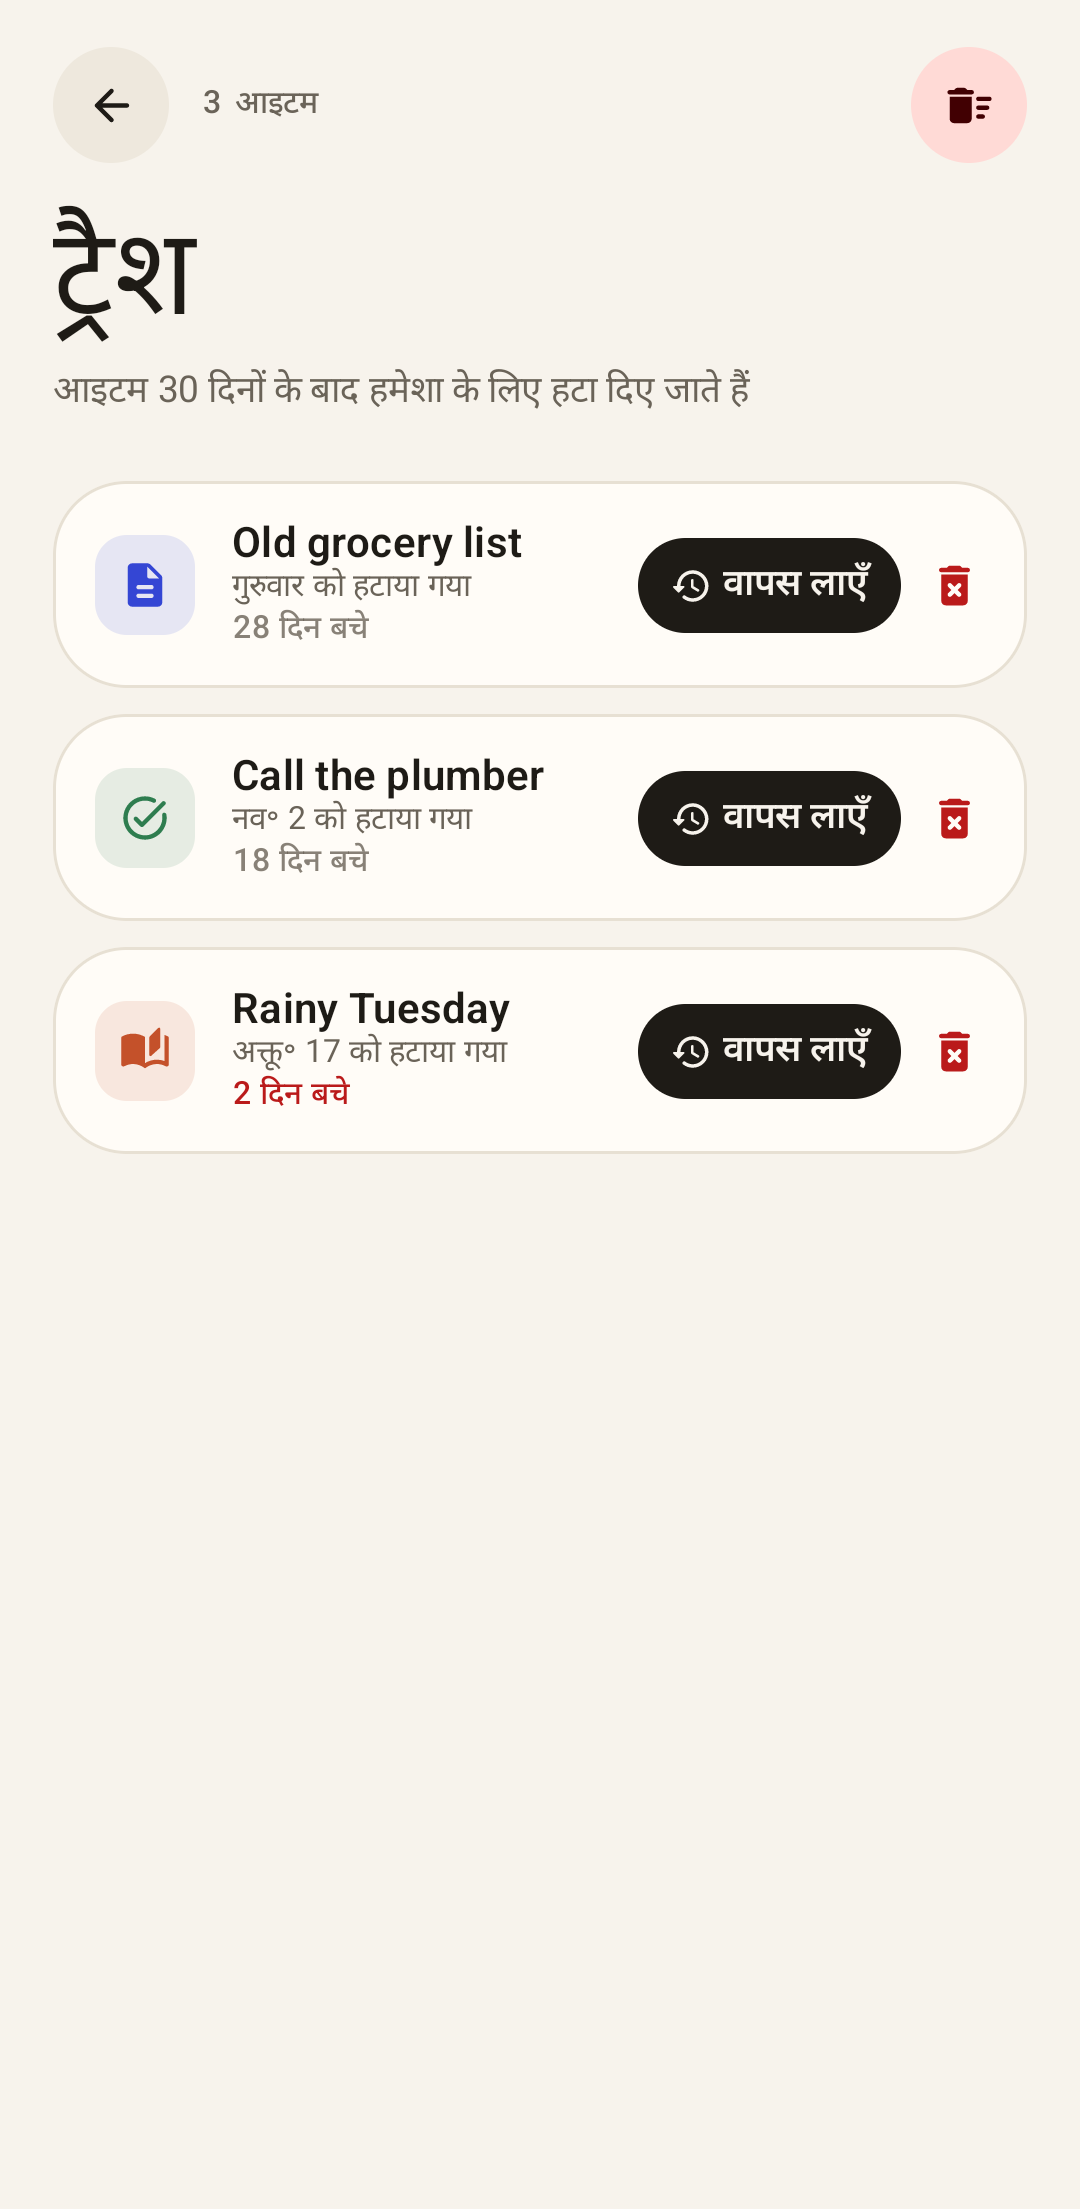 3 आइटम
ट्रैश
आइटम 30 दिनों के बाद हमेशा के लिए हटा दिए जाते हैं
Old grocery list
गुरुवार को हटाया गया
28 दिन बचे
वापस लाएँ
Call the plumber
नव॰ 2 को हटाया गया
18 दिन बचे
वापस लाएँ
Rainy Tuesday
अक्तू॰ 17 को हटाया गया
2 दिन बचे
वापस लाएँ